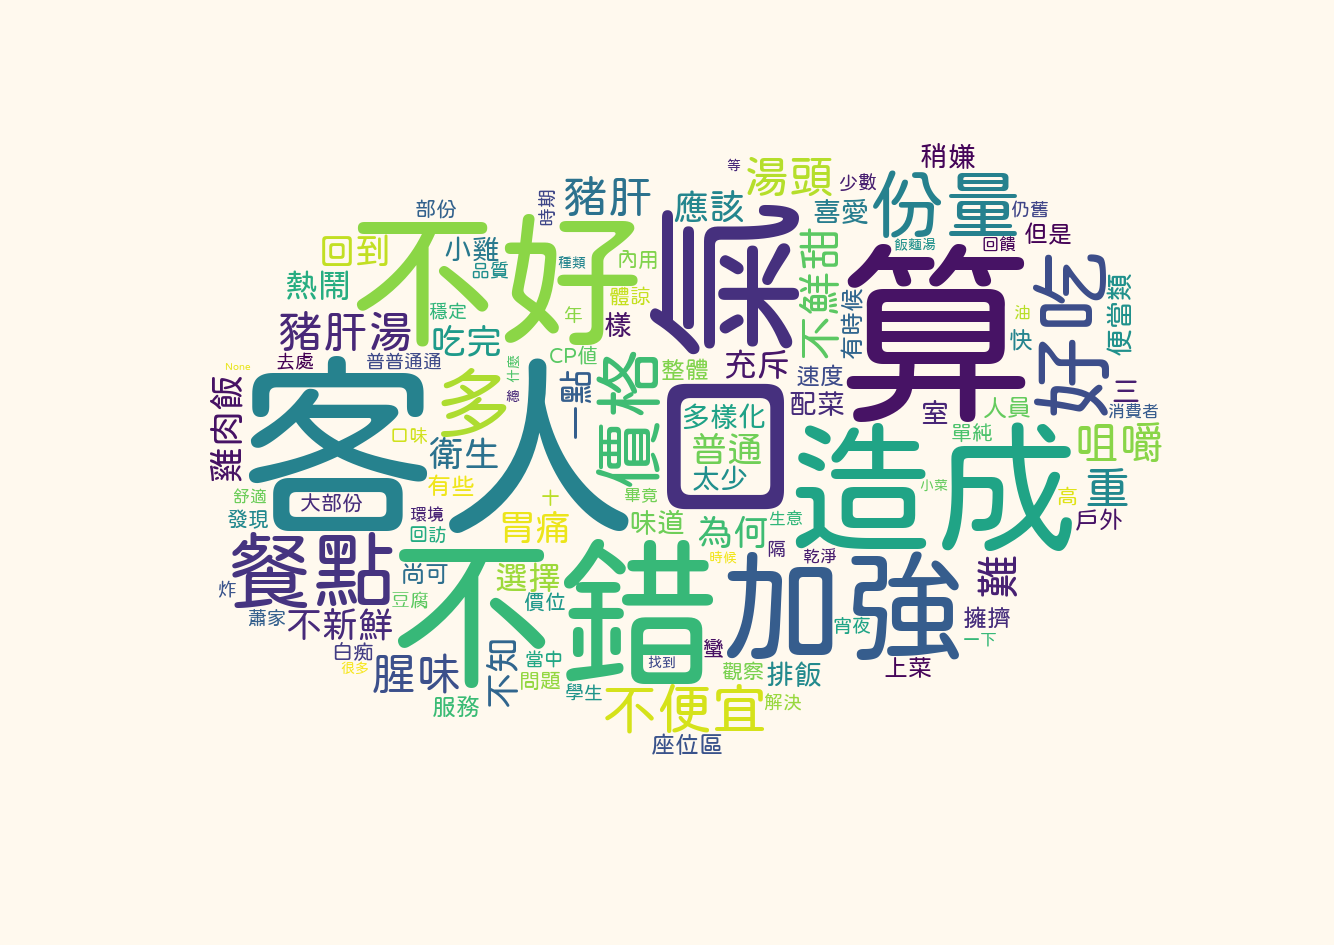 等
稍嫌
湯頭
少數
豬肝
時期
應該
喜愛
份量
仍舊
部份
不好
口氣
飯麵湯
回饋
但是
回到
小雞
品質
種類
內用
不鮮甜
算
好吃
熱鬧
體諒
有時候
便當類
豬肝湯
穩定
年
樣
油
吃完
快
去處
普普通通
CP值
什麼
充斥
None
客人
多
一點
價格
整體
速度
三
雞肉飯
總
多樣化
配菜
室
人員
消費者
口味
衛生
普通
造成
單純
咀嚼
太少
有些
小菜
重
舒適
大部份
十
畢竟
高
發現
環境
胃痛
味道
為何
生意
戶外
回訪
餐點
不錯
時候
隔
乾淨
尚可
選擇
加強
難
炸
豆腐
價位
蕭家
不新鮮
宵夜
擁擠
白痴
不知
當中
找到
蠻
一下
很多
腥味
問題
觀察
排飯
上菜
服務
學生
不便宜
解決
座位區